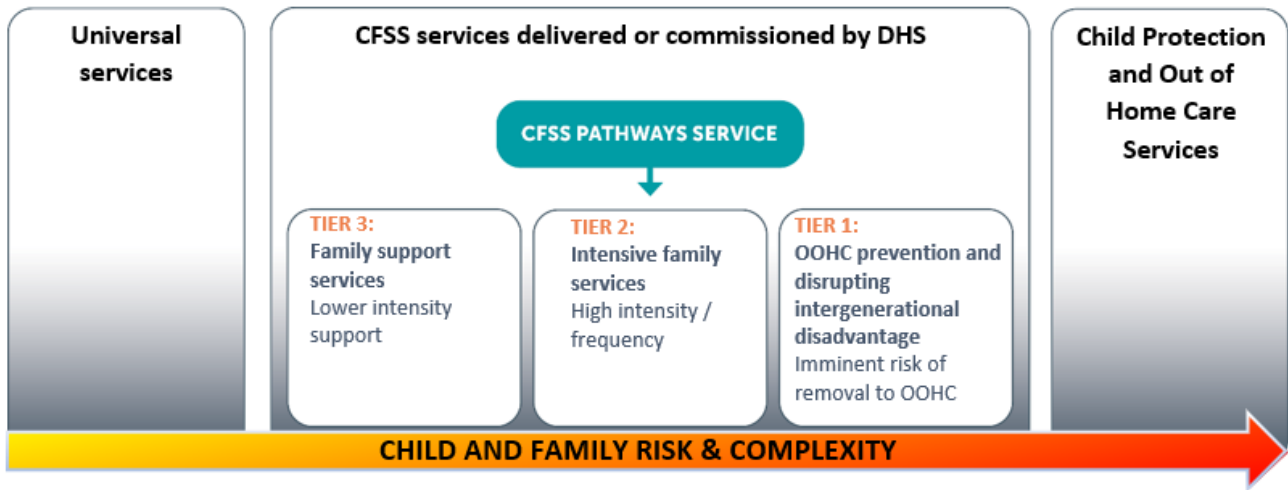 Universal
services
CFSS services delivered or commissioned by DHS
CFSS PATHWAYS SERVICE
TIER 3:
Family support
services
Lower intensity
support
TIER 2:
Intensive family
services
High intensity /
frequency
TIER 1:
OOHC prevention and
disrupting
intergenerational
disadvantage
Imminent risk of
removal to OOHC
Child Protection
and Out of
Home Care
Services
CHILD AND FAMILY RISK & COMPLEXITY